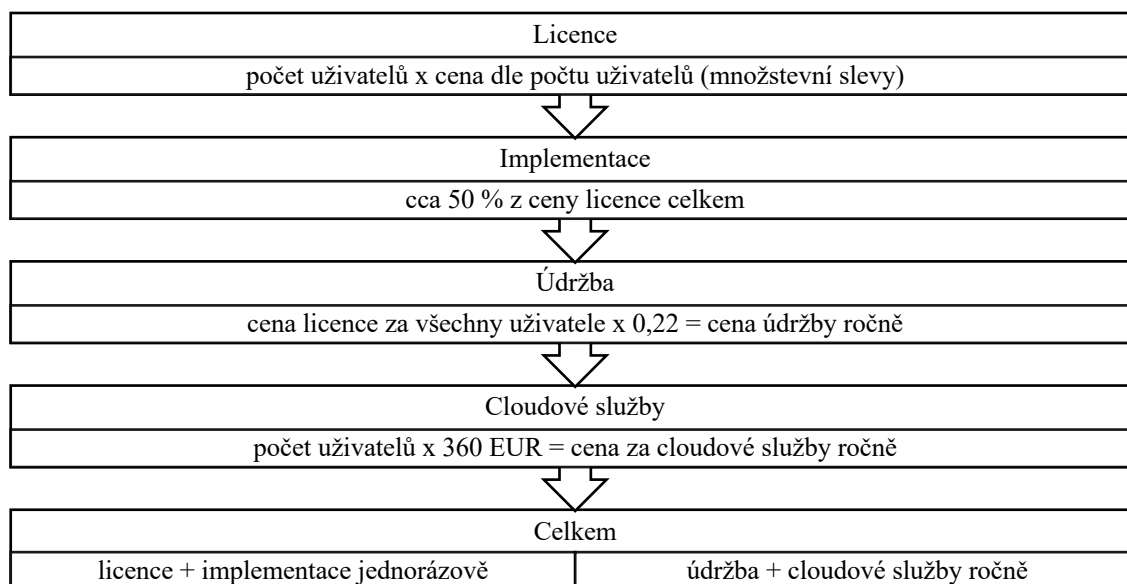 Licence
počet uživatelů x cena dle počtu uživatelů (množstevní slevy)
Implementace
cca 50 % z ceny licence celkem
Údržba
cena licence za všechny uživatele x 0,22 = cena údržby ročně
Cloudové služby
počet uživatelů x 360 EUR = cena za cloudové služby ročně
Celkem
licence + implementace jednorázově
údržba + cloudové služby ročně